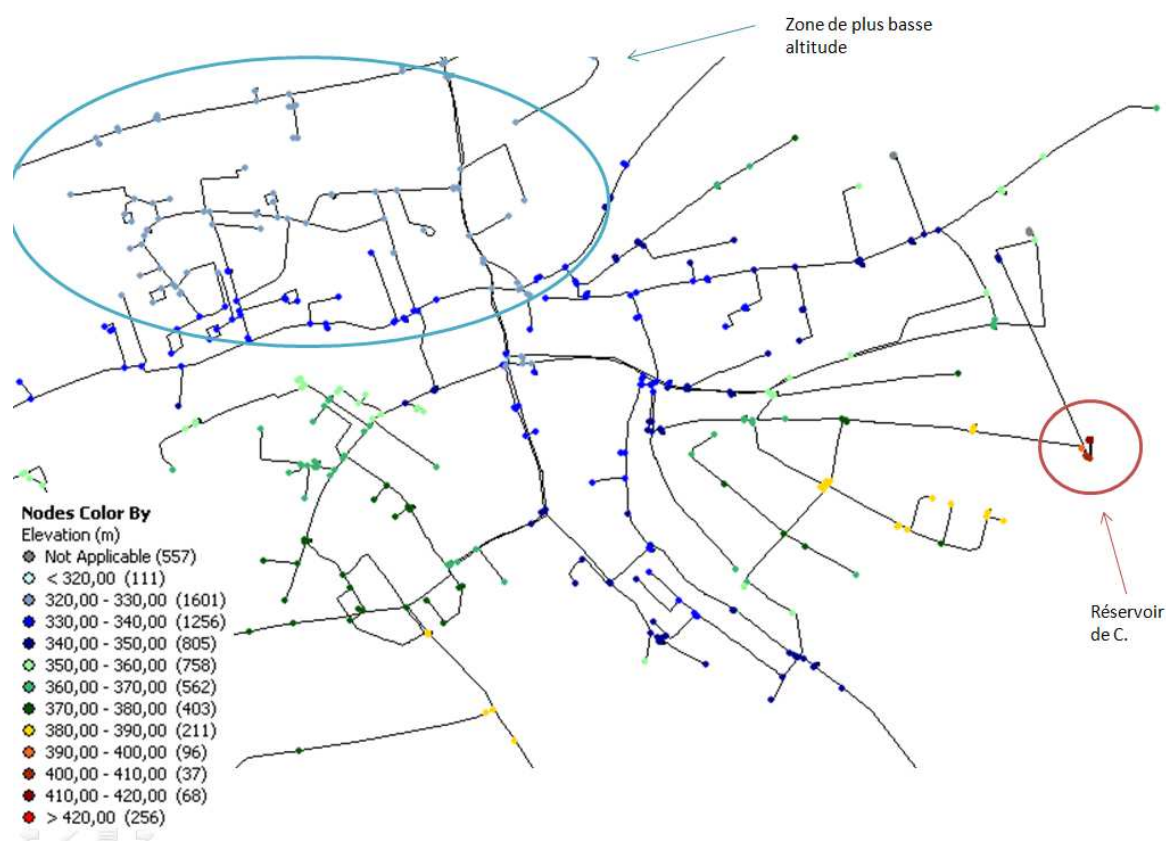 Zone de plus basse
altitude
Nodes Color By
Elevation (m)
Not Applicable (557)
< 320,00 (111)
320,00 - 330,00 (1601)
330,00 - 340,00 (1256)
340,00 - 350,00 (805)
350,00 - 360,00 (758)
360,00 - 370,00 (562)
370,00 - 380,00 (403)
380,00 - 390,00 (211)
390,00 - 400,00 (96)
400,00 - 410,00 (37)
410,00 - 420,00 (68)
> 420,00 (256)
Réservoir
de C.